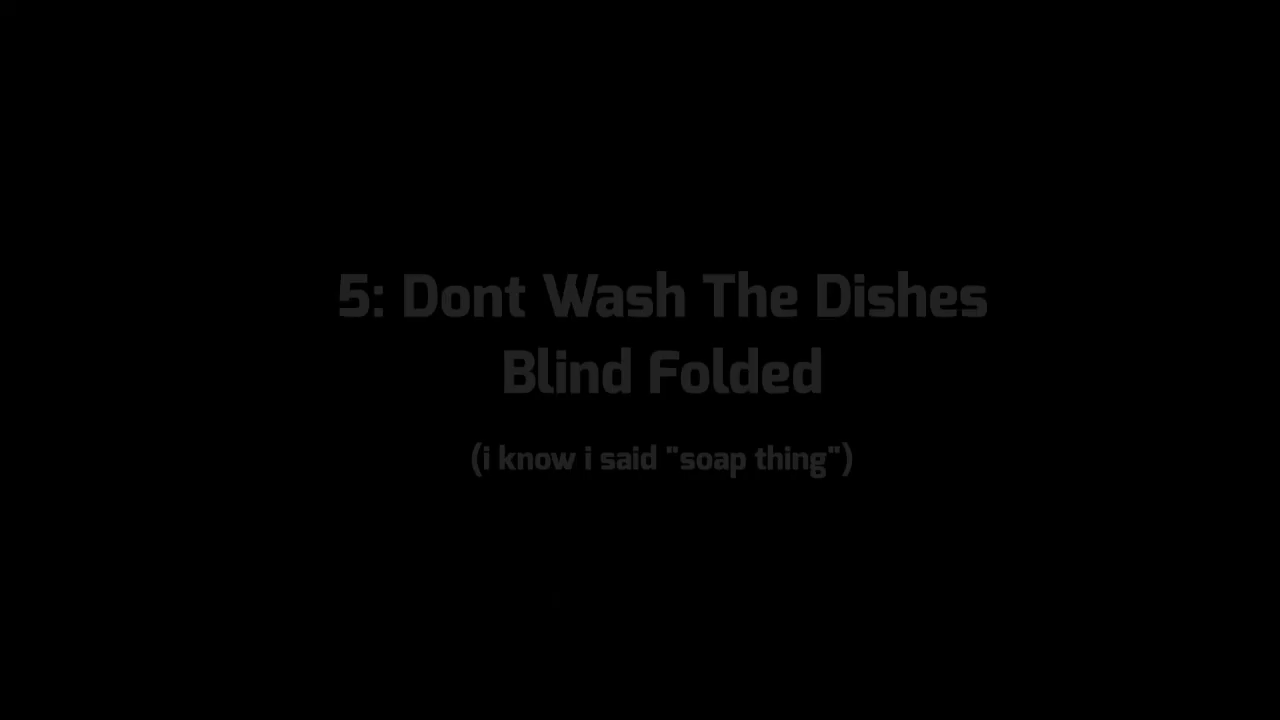 5: Dont Wash The Dishes
Blind Folded
(i know i said "soap thing")